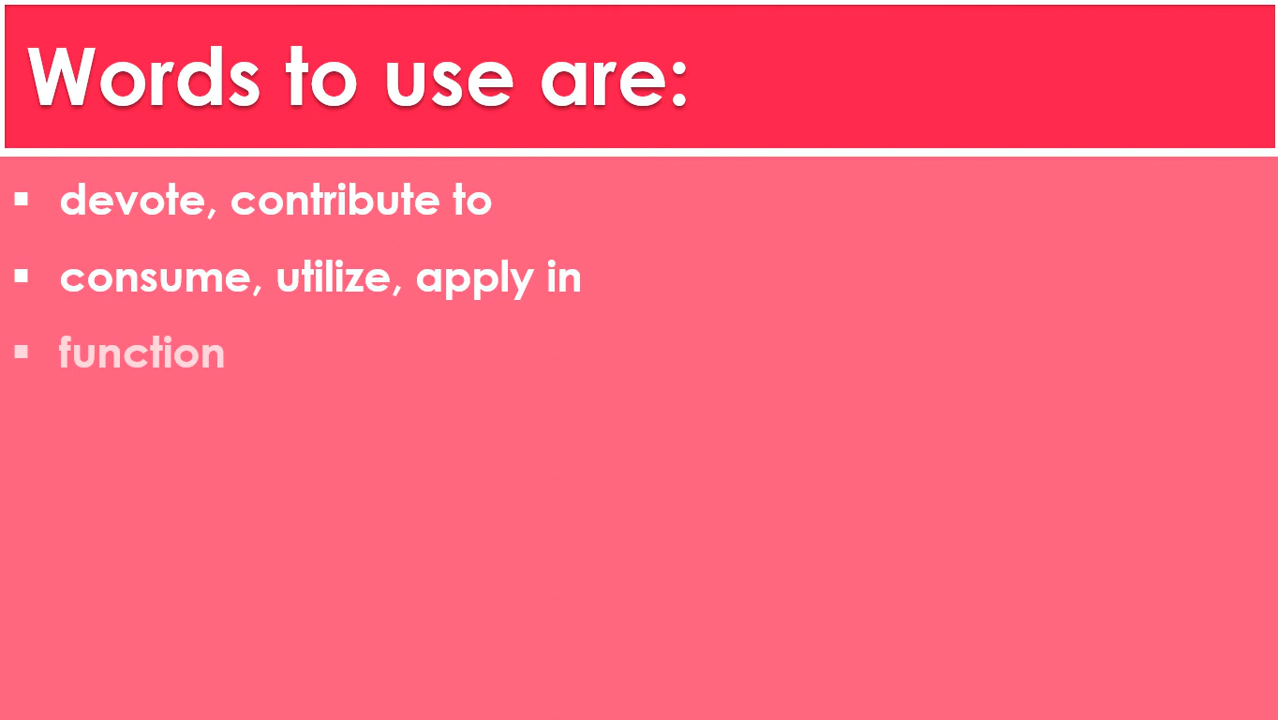 Words to use are:
devote, contribute to
consume, utilize, apply in
function